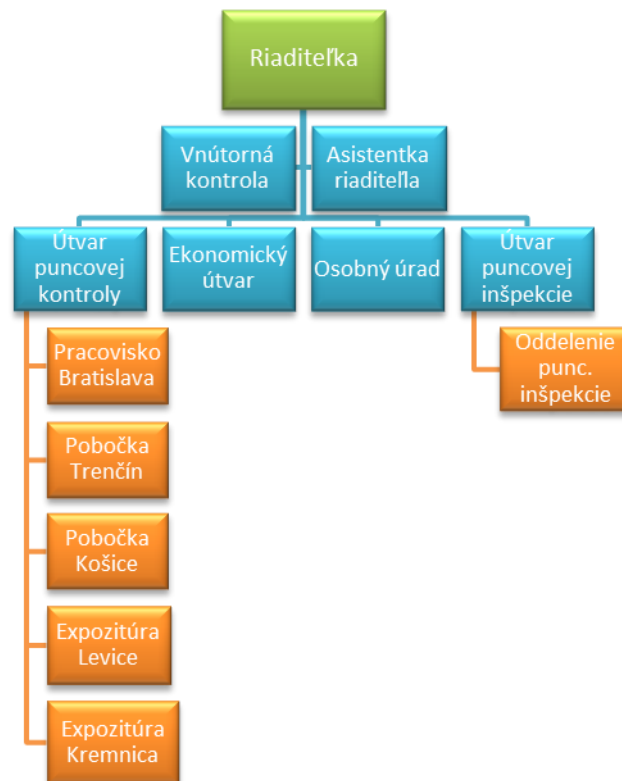 Riaditeľka
Vnútorná
kontrola
Asistentka
riaditeľa
Útvar
puncovej
kontroly
Ekonomický
útvar
Osobný úrad
Útvar
puncovej
inšpekcie
Pracovisko
Bratislava
Oddelenie
punc.
inšpekcie
Pobočka
Trenčín
Pobočka
Košice
Expozitúra
Levice
Expozitúra
Kremnica